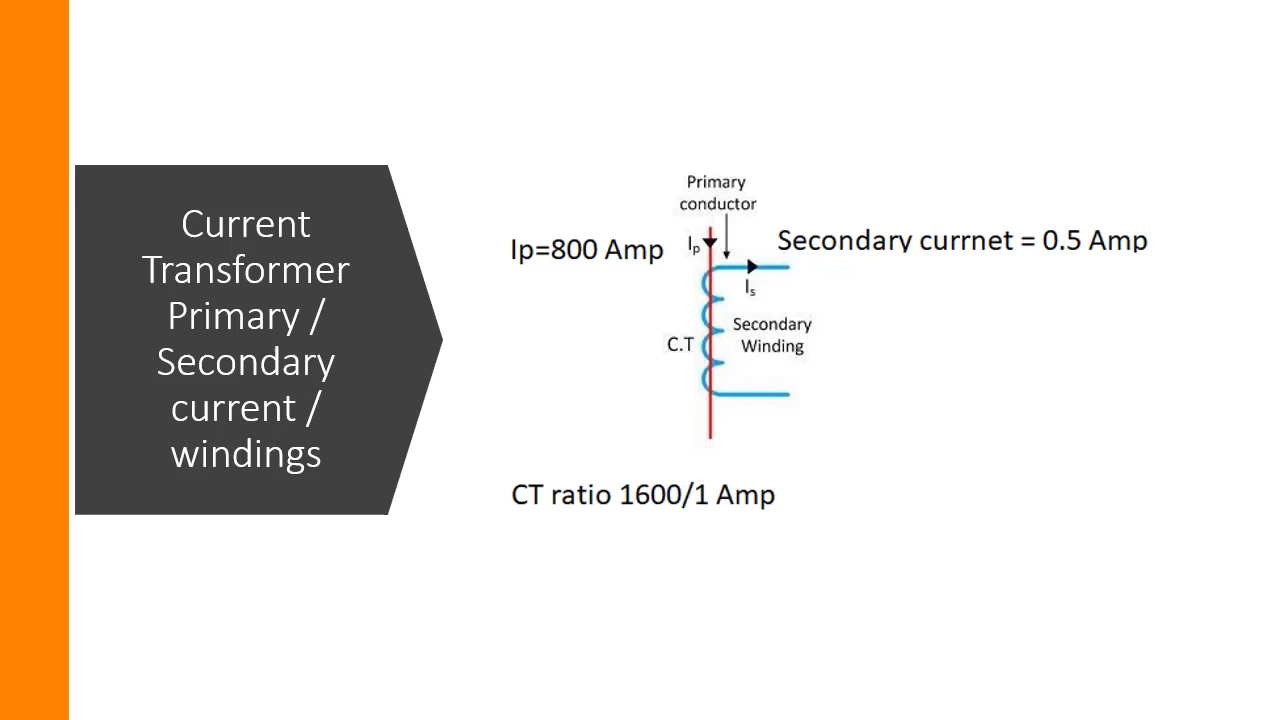 Current
Transformer
Primary /
Secondary
current /
windings
Primary
conductor
Ip=800 Amp
Ip
Secondary currnet = 0.5 Amp
Is
C.T
Secondary
Winding
CT ratio 1600/1 Amp